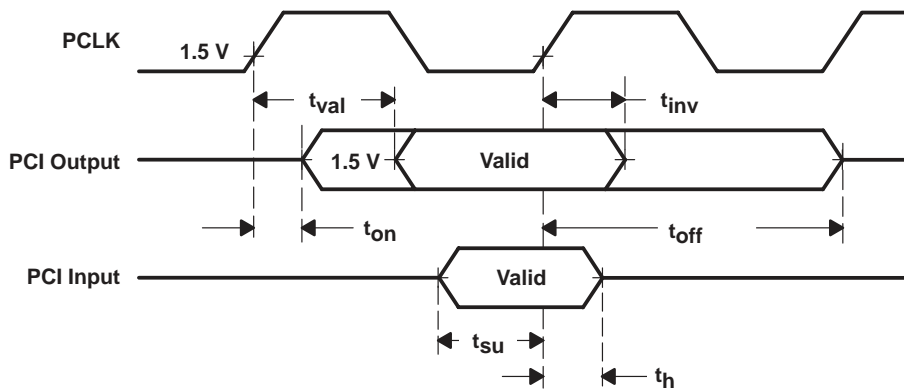 PCLK
1.5 V
tval
tinv
PCI Output
1.5 V
Valid
ton
toff
PCI Input
Valid
tsu
th